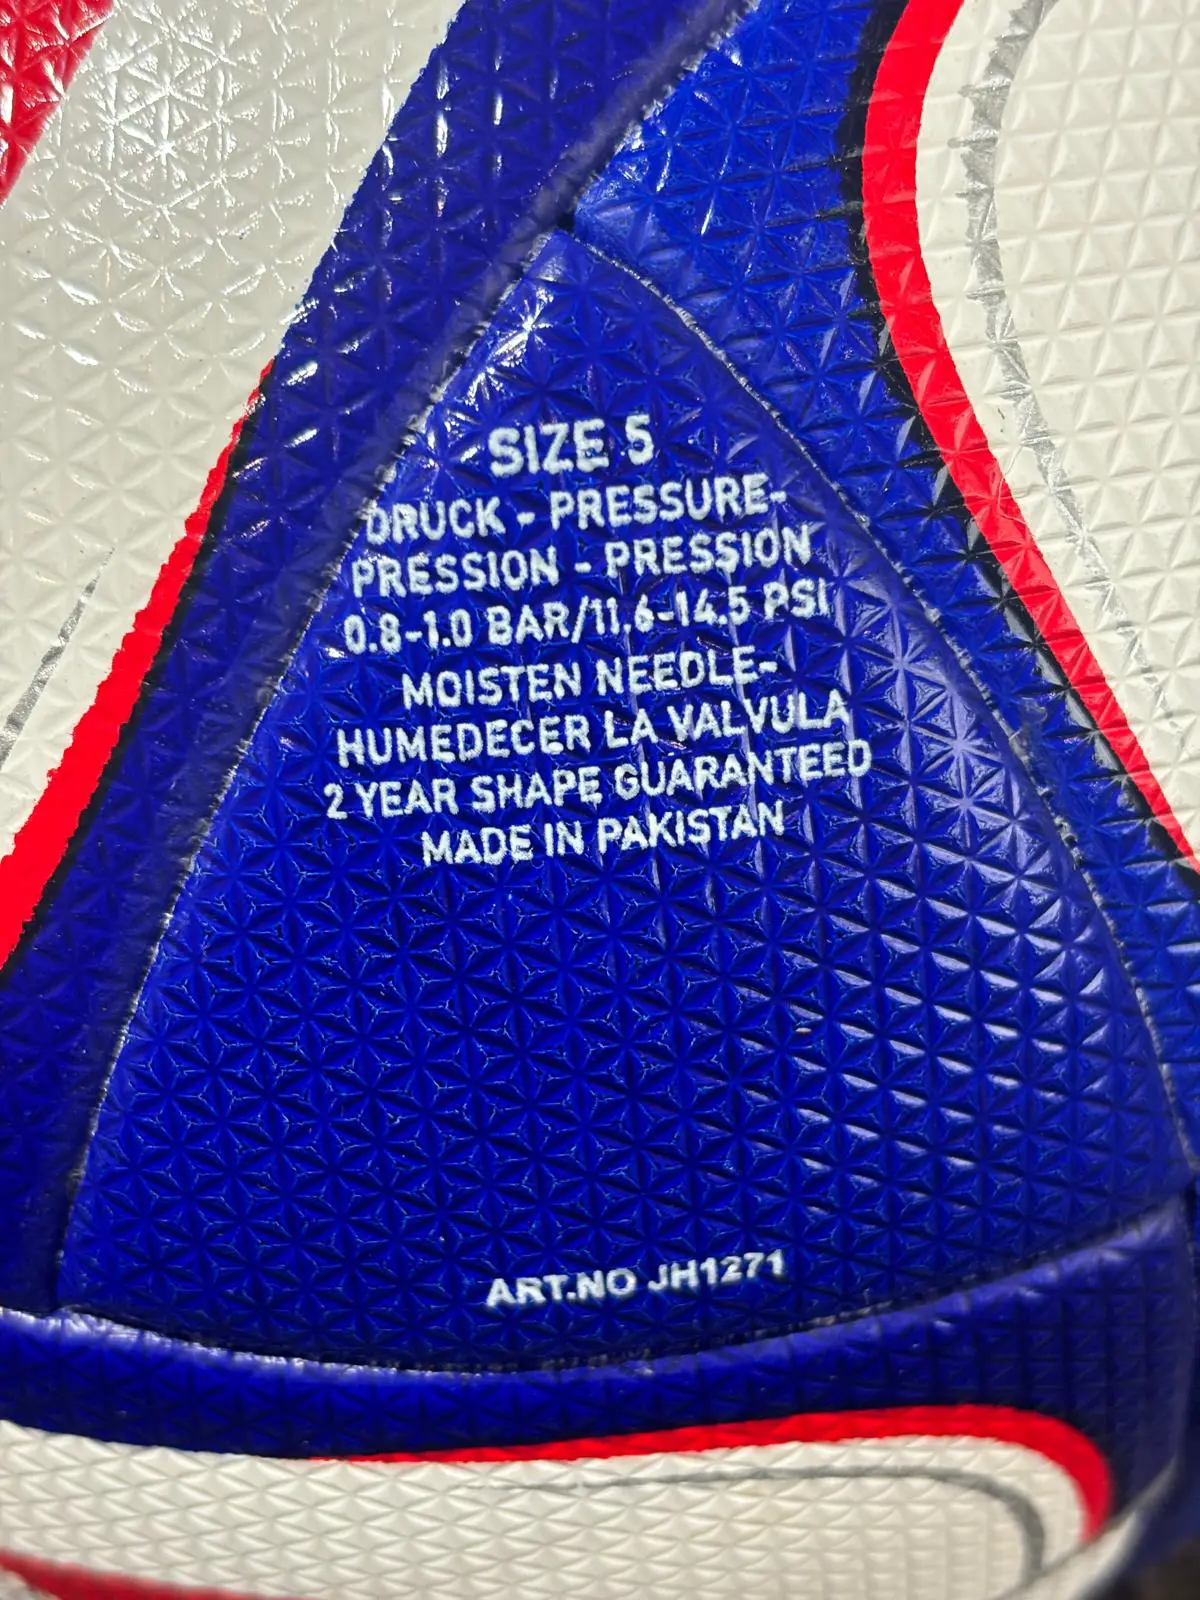 SIZE 5
DRUCK - PRESSURE-
PRESSION - PRESSION
0.8-1.0 BAR/11.6-14.5 PSI
MOISTEN NEEDLE-
HUMEDECER LA VALVULA
2 YEAR SHAPE GUARANTEED
MADE IN PAKISTAN
ART.NO JH1271